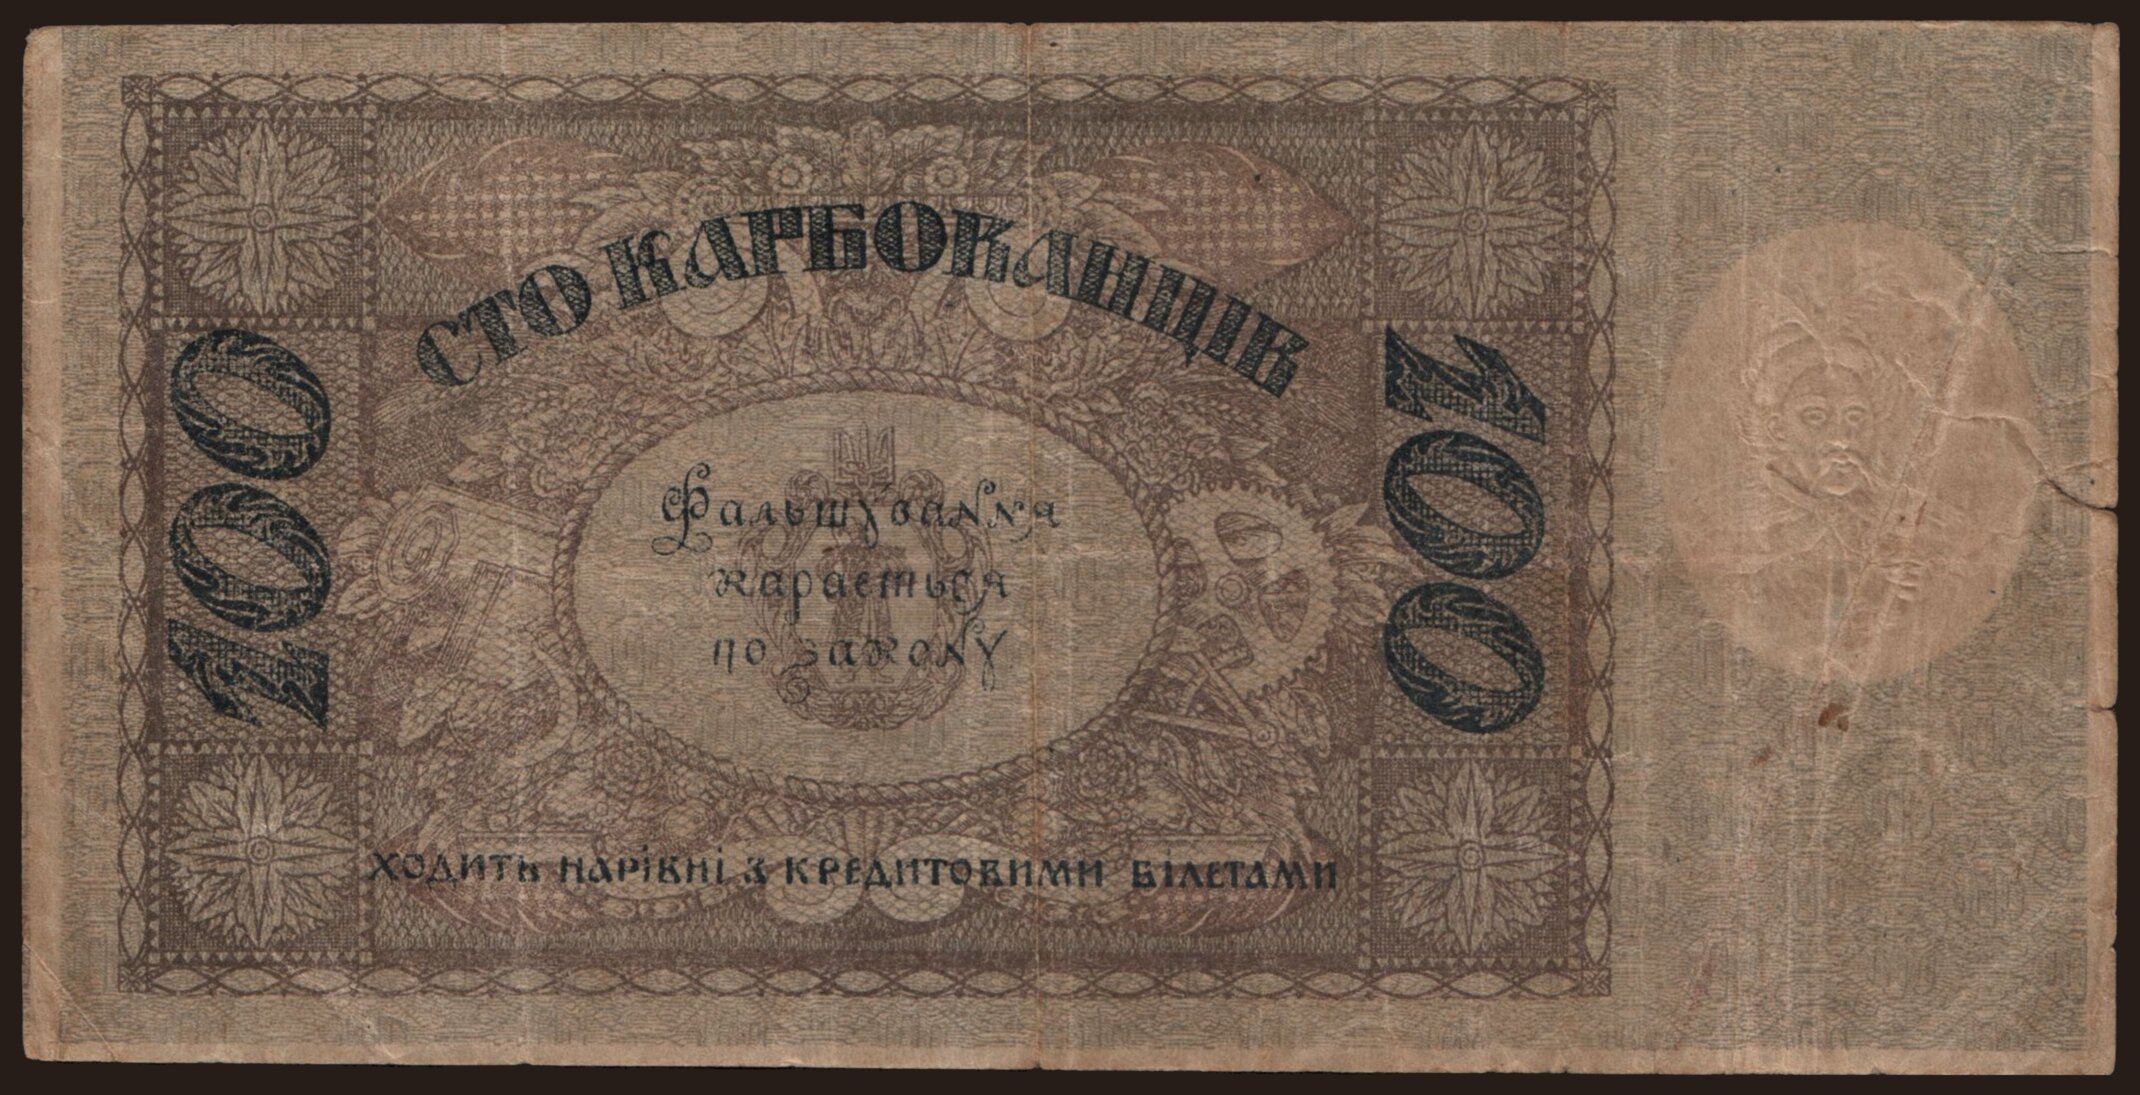 СТО КАРБОВАНЦІВ
100
100
Фальшування
карається
по закону
ХОДИТЬ НАРІВНІ З КРЕДИТОВИМИ БІЛЕТАМИ